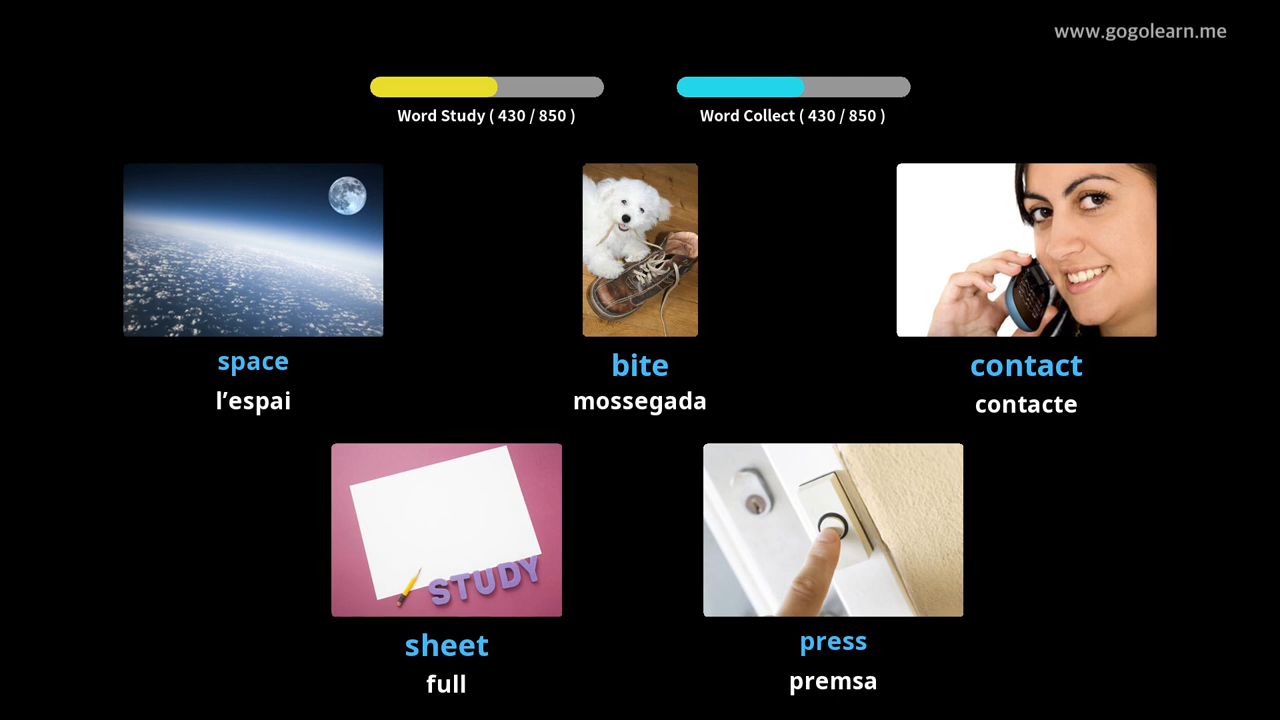 www.gogolearn.me
Word Study ( 430 / 850 )
Word Collect ( 430 / 850 )
space
l’espai
bite
mossegada
contact
contacte
STUDY
sheet
full
press
premsa